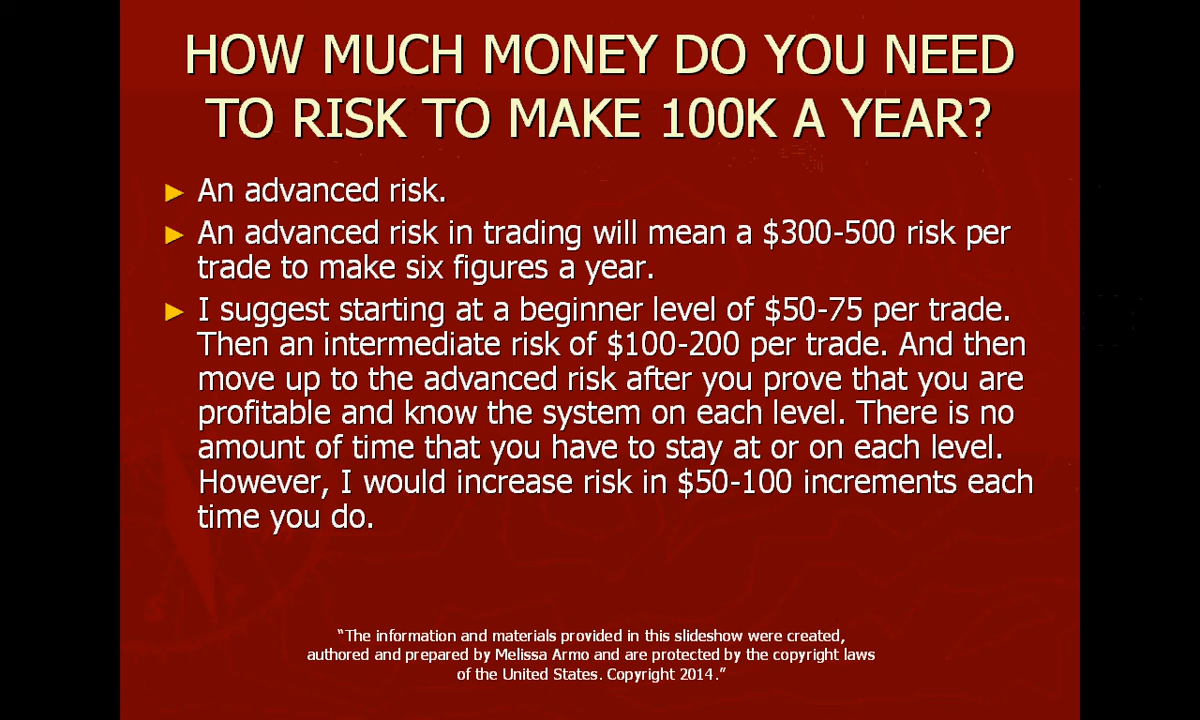 HOW MUCH MONEY DO YOU NEED
TO RISK TO MAKE 100K A YEAR?
► An advanced risk.
► An advanced risk in trading will mean a $300-500 risk per
trade to make six figures a year.
► I suggest starting at a beginner level of $50-75 per trade.
Then an intermediate risk of $100-200 per trade. And then
move up to the advanced risk after you prove that you are
profitable and know the system on each level. There is no
amount of time that you have to stay at or on each level.
However, I would increase risk in $50-100 increments each
time you do.
“The information and materials provided in this slideshow were created,
authored and prepared by Melissa Armo and are protected by the copyright laws
of the United States. Copyright 2014.”